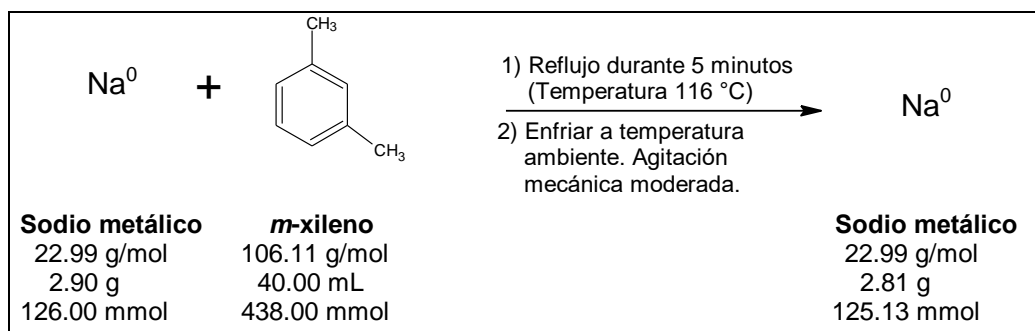 CH3
Na0 +
CH3
1) Reflujo durante 5 minutos
(Temperatura 116 °C)
2) Enfriar a temperatura
ambiente. Agitación
mecánica moderada.
Na0
Sodio metálico
22.99 g/mol
2.90 g
126.00 mmol
m-xileno
106.11 g/mol
40.00 mL
438.00 mmol
Sodio metálico
22.99 g/mol
2.81 g
125.13 mmol